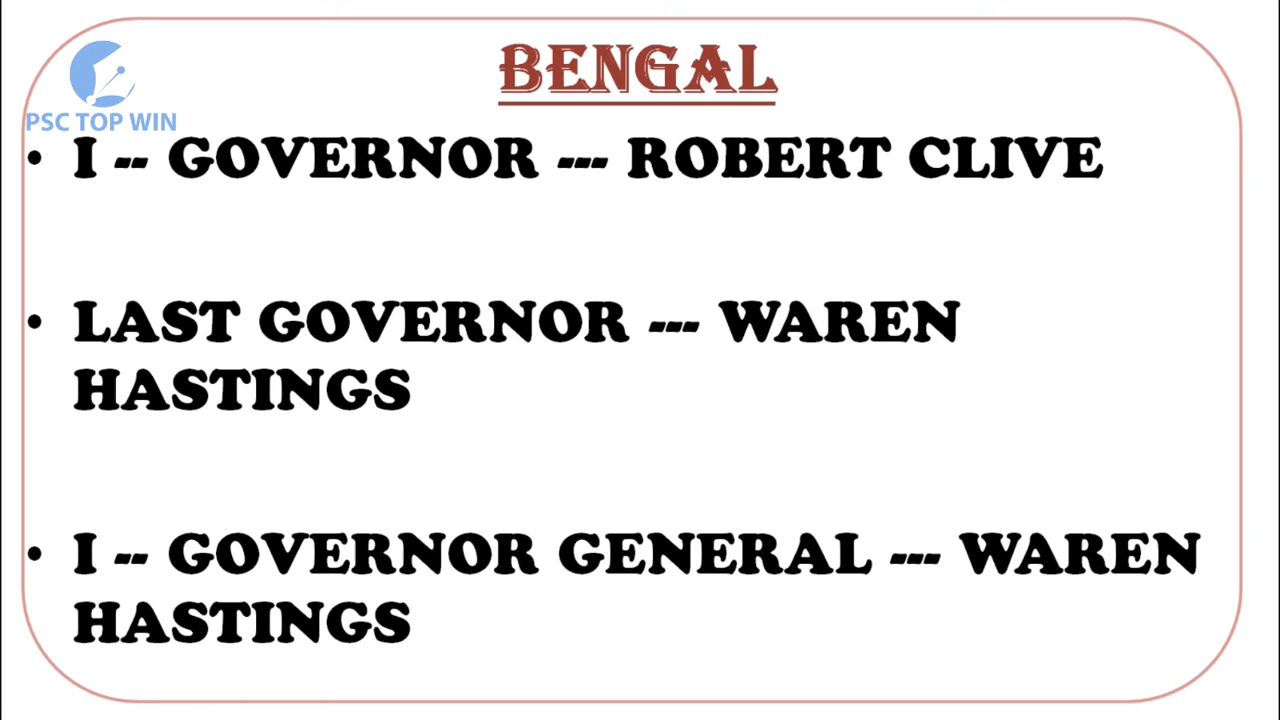 BENGAL
PSC TOP WIN
• I -- GOVERNOR --- ROBERT CLIVE
• LAST GOVERNOR --- WAREN
HASTINGS
• I -- GOVERNOR GENERAL --- WAREN
HASTINGS